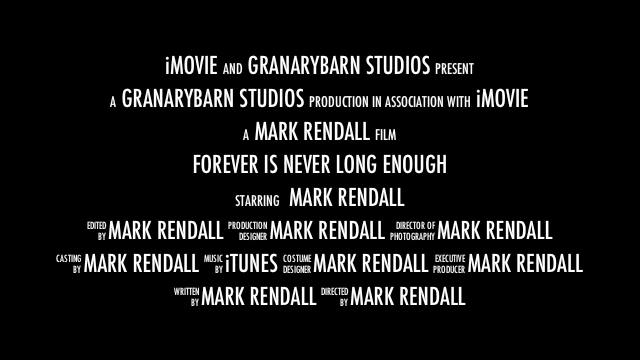 iMOVIE AND GRANARYBARN STUDIOS PRESENT
A GRANARYBARN STUDIOS PRODUCTION IN ASSOCIATION WITH iMOVIE
A MARK RENDALL FILM
FOREVER IS NEVER LONG ENOUGH
STARRING MARK RENDALL
EDITED BY MARK RENDALL PRODUCTION DESIGNER MARK RENDALL DIRECTOR OF PHOTOGRAPHY MARK RENDALL
CASTING BY MARK RENDALL MUSIC BY iTUNES COSTUME DESIGNER MARK RENDALL EXECUTIVE PRODUCER MARK RENDALL
WRITTEN BY MARK RENDALL DIRECTED BY MARK RENDALL